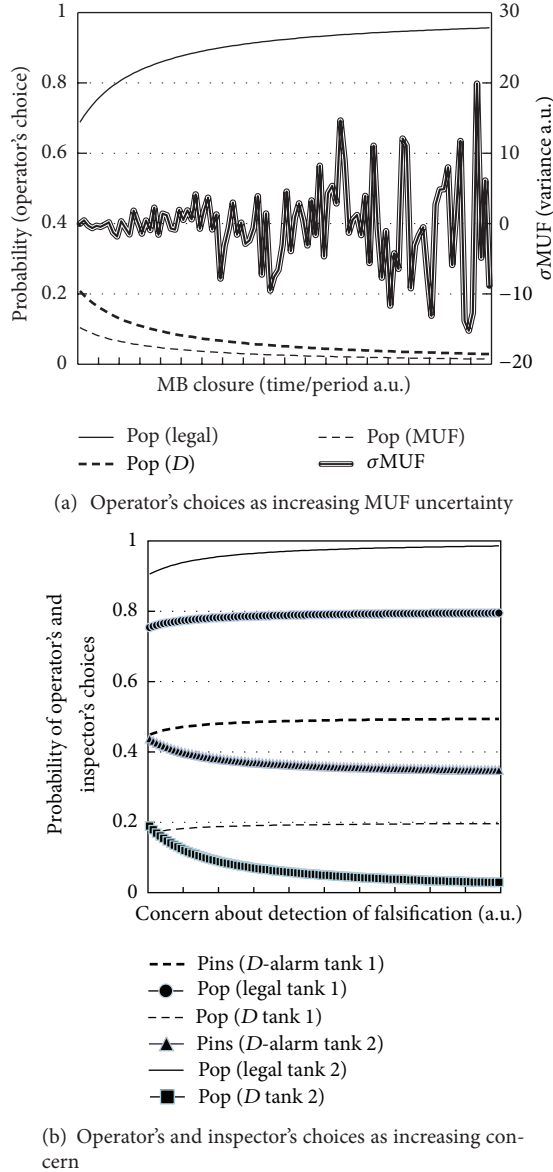 1
0.8
0.6
0.4
0.2
0
30
20
10
0
−10
−20
Probability (operator's choice)
σMUF (variance a.u.)
MB closure (time/period a.u.)
Pop (legal)
Pop (MUF)
Pop (D)
σMUF
(a) Operator's choices as increasing MUF uncertainty
1
0.8
0.6
0.4
0.2
0
Probability of operator's and
inspector's choices
Concern about detection of falsification (a.u.)
Pins (D-alarm tank 1)
Pop (legal tank 1)
Pop (D tank 1)
Pins (D-alarm tank 2)
Pop (legal tank 2)
Pop (D tank 2)
(b) Operator's and inspector's choices as increasing con-
cern